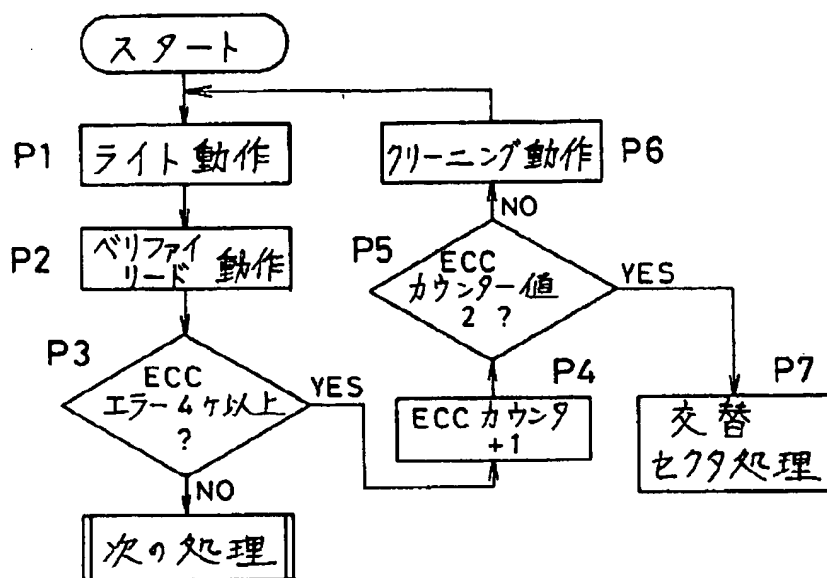 スタート
P1
ライト動作
P2
ベリファイ
リード 動作
P3
ECC
エラー4ヶ以上
?
YES
NO
次の処理
P4
ECCカウンタ
+1
P5
ECC
カウンター値
2 ?
NO
YES
クリーニング動作
P6
P7
交替
セクタ処理